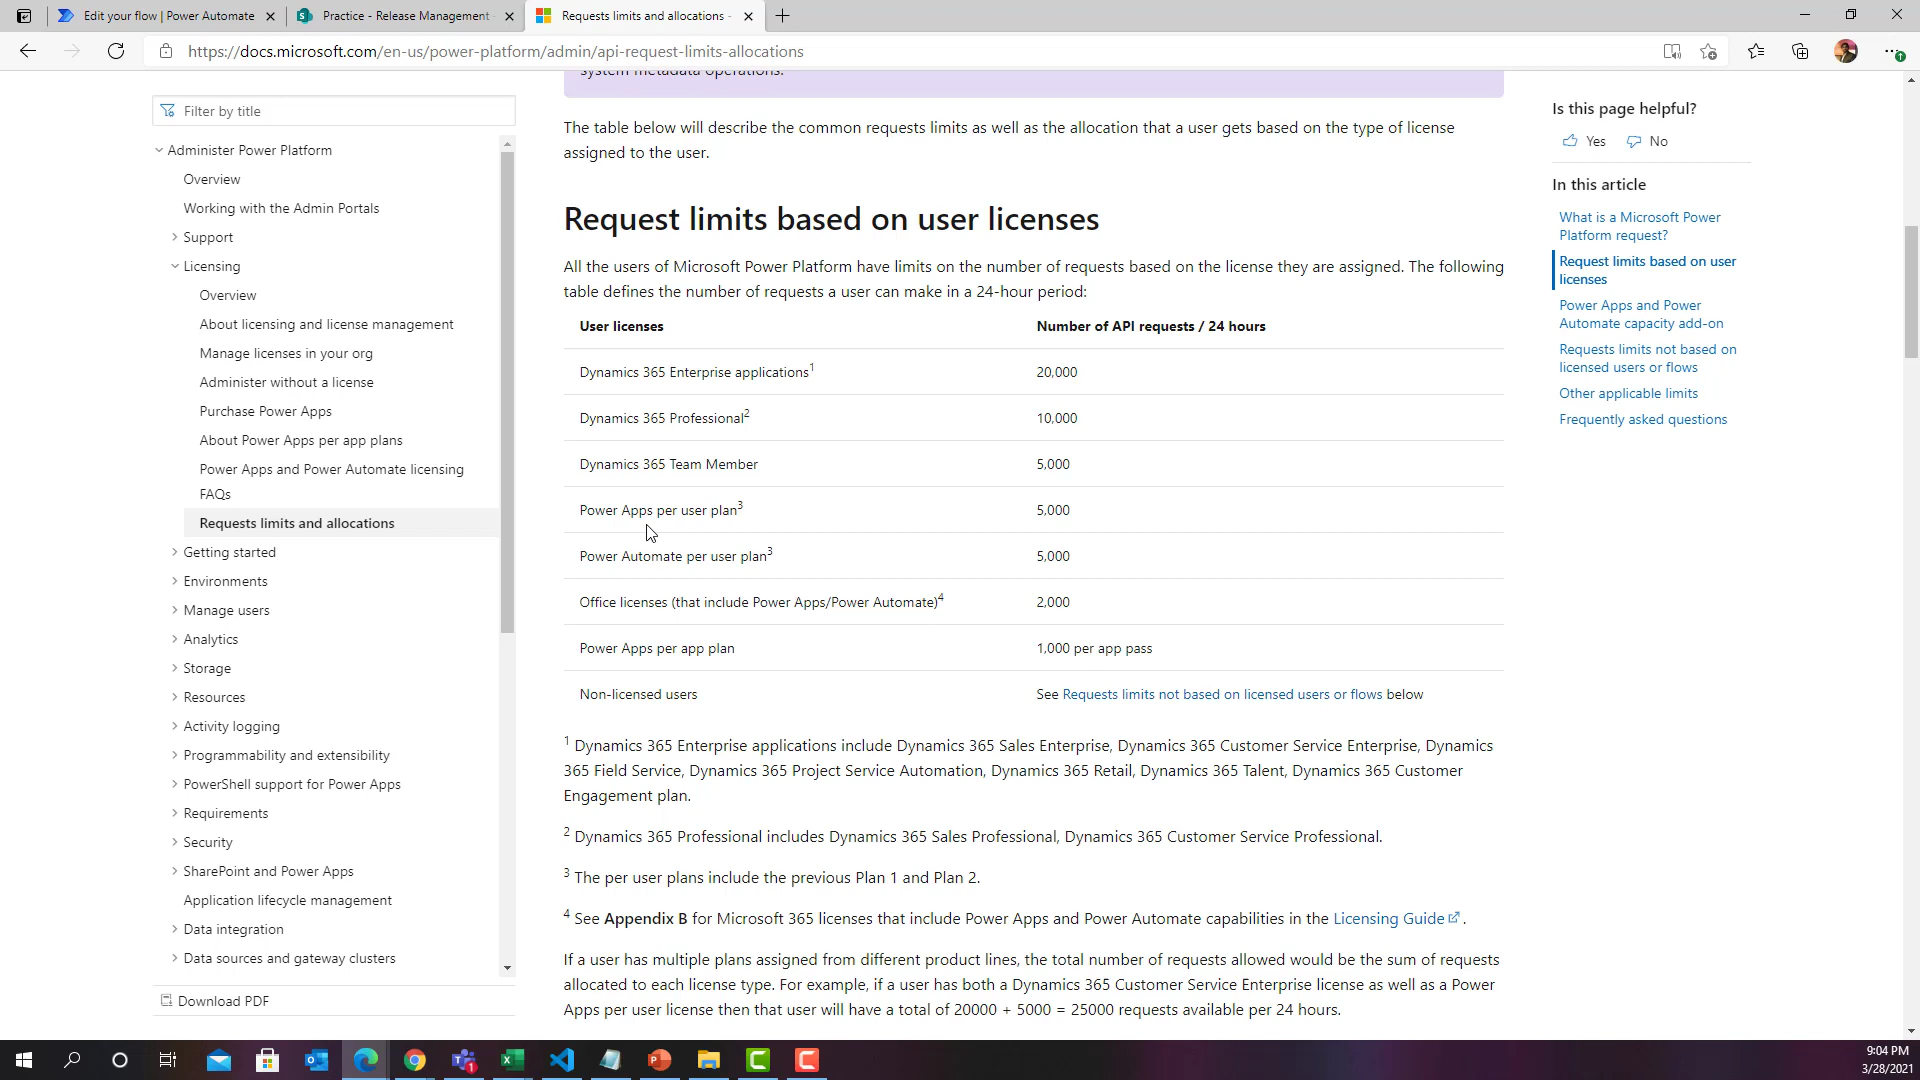 Edit your flow | Power Automate
Practice - Release Management -
Requests limits and allocations -
https://docs.microsoft.com/en-us/power-platform/admin/api-request-limits-allocations
system metadata operations.
Filter by title
Administer Power Platform
Overview
Working with the Admin Portals
Support
Licensing
Overview
About licensing and license management
Manage licenses in your org
Administer without a license
Purchase Power Apps
About Power Apps per app plans
Power Apps and Power Automate licensing
FAQs
Requests limits and allocations
Getting started
Environments
Manage users
Analytics
Storage
Resources
Activity logging
Programmability and extensibility
PowerShell support for Power Apps
Requirements
Security
SharePoint and Power Apps
Application lifecycle management
Data integration
Data sources and gateway clusters
Download PDF
The table below will describe the common requests limits as well as the allocation that a user gets based on the type of license
assigned to the user.
Request limits based on user licenses
All the users of Microsoft Power Platform have limits on the number of requests based on the license they are assigned. The following
table defines the number of requests a user can make in a 24-hour period:
User licenses Number of API requests / 24 hours
Dynamics 365 Enterprise applications1 20,000
Dynamics 365 Professional2 10,000
Dynamics 365 Team Member 5,000
Power Apps per user plan3 5,000
Power Automate per user plan3 5,000
Office licenses (that include Power Apps/Power Automate)4 2,000
Power Apps per app plan 1,000 per app pass
Non-licensed users See Requests limits not based on licensed users or flows below
1 Dynamics 365 Enterprise applications include Dynamics 365 Sales Enterprise, Dynamics 365 Customer Service Enterprise, Dynamics
365 Field Service, Dynamics 365 Project Service Automation, Dynamics 365 Retail, Dynamics 365 Talent, Dynamics 365 Customer
Engagement plan.
2 Dynamics 365 Professional includes Dynamics 365 Sales Professional, Dynamics 365 Customer Service Professional.
3 The per user plans include the previous Plan 1 and Plan 2.
4 See Appendix B for Microsoft 365 licenses that include Power Apps and Power Automate capabilities in the Licensing Guide .
If a user has multiple plans assigned from different product lines, the total number of requests allowed would be the sum of requests
allocated to each license type. For example, if a user has both a Dynamics 365 Customer Service Enterprise license as well as a Power
Apps per user license then that user will have a total of 20000 + 5000 = 25000 requests available per 24 hours.
Is this page helpful?
Yes No
In this article
What is a Microsoft Power
Platform request?
Request limits based on user
licenses
Power Apps and Power
Automate capacity add-on
Requests limits not based on
licensed users or flows
Other applicable limits
Frequently asked questions
9:04 PM
3/28/2021